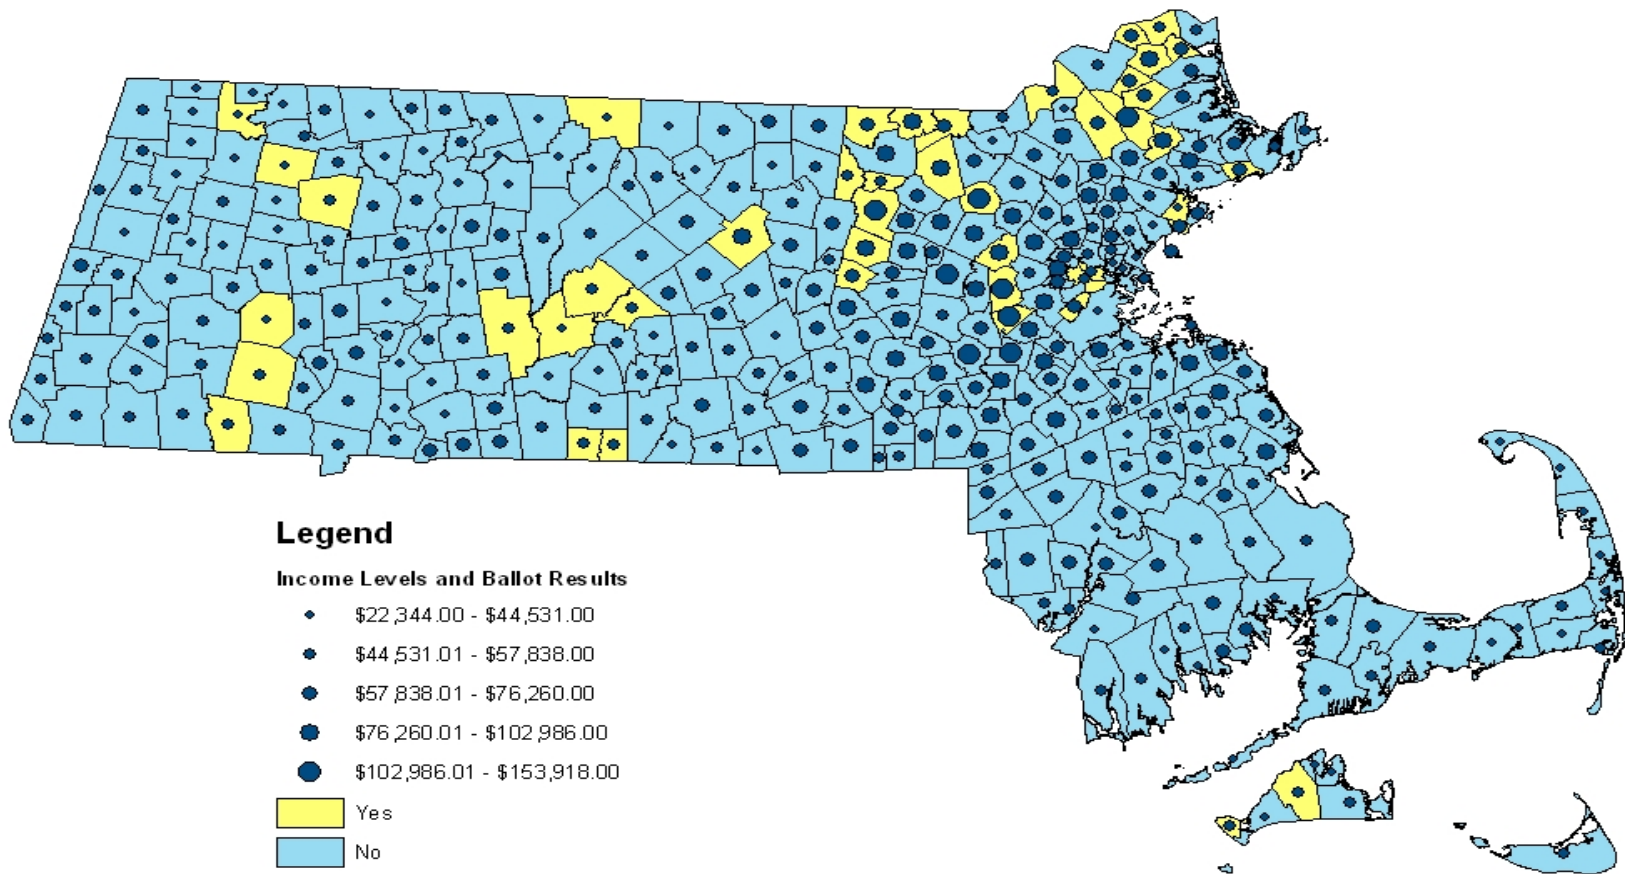 Legend
Income Levels and Ballot Results
$22,344.00 - $44,531.00
$44,531.01 - $57,838.00
$57,838.01 - $76,260.00
$76,260.01 - $102,986.00
$102,986.01 - $153,918.00
Yes
No